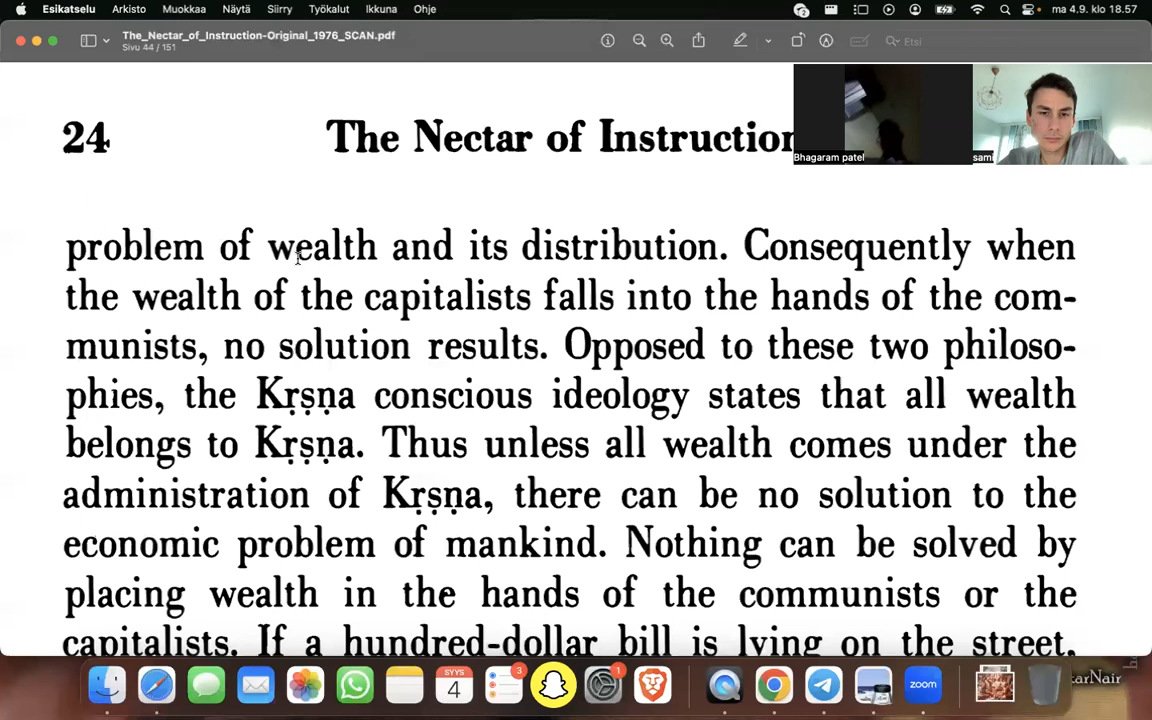 Esikatselu Arkisto Muokkaa Näytä Siirry Työkalut Ikkuna Ohje ma 4.9. klo 18.57
The_Nectar_of_Instruction-Original_1976_SCAN.pdf
Sivu 44 / 151
Etsi
24 The Nectar of Instruction
Bhagaram patel
sami
problem of wealth and its distribution. Consequently when
the wealth of the capitalists falls into the hands of the com-
munists, no solution results. Opposed to these two philoso-
phies, the Kṛṣṇa conscious ideology states that all wealth
belongs to Kṛṣṇa. Thus unless all wealth comes under the
administration of Kṛṣṇa, there can be no solution to the
economic problem of mankind. Nothing can be solved by
placing wealth in the hands of the communists or the
capitalists. If a hundred-dollar bill is lying on the street,
SYYS
4
3
1
zoom